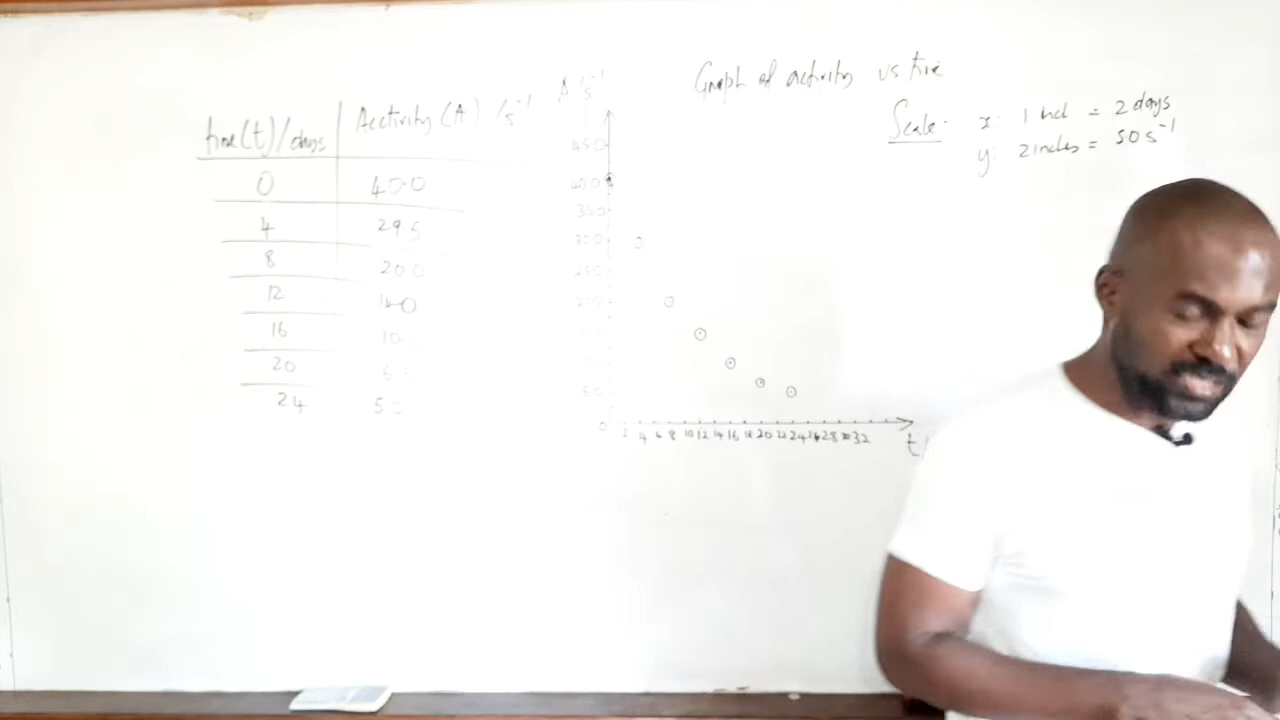 Graph of activity vs time
Scale: x: 1 inch = 2 days
y: 2 inches = 50 s⁻¹
time(t)/days Acctivity (A) /s⁻¹
0 400
4 295
8 200
12
16
20
24
A /s⁻¹
450
400
350
300
250
200
50
0
2 4 6 8 10 12 14 16 18 20 22 24 26 28 30 32
t/